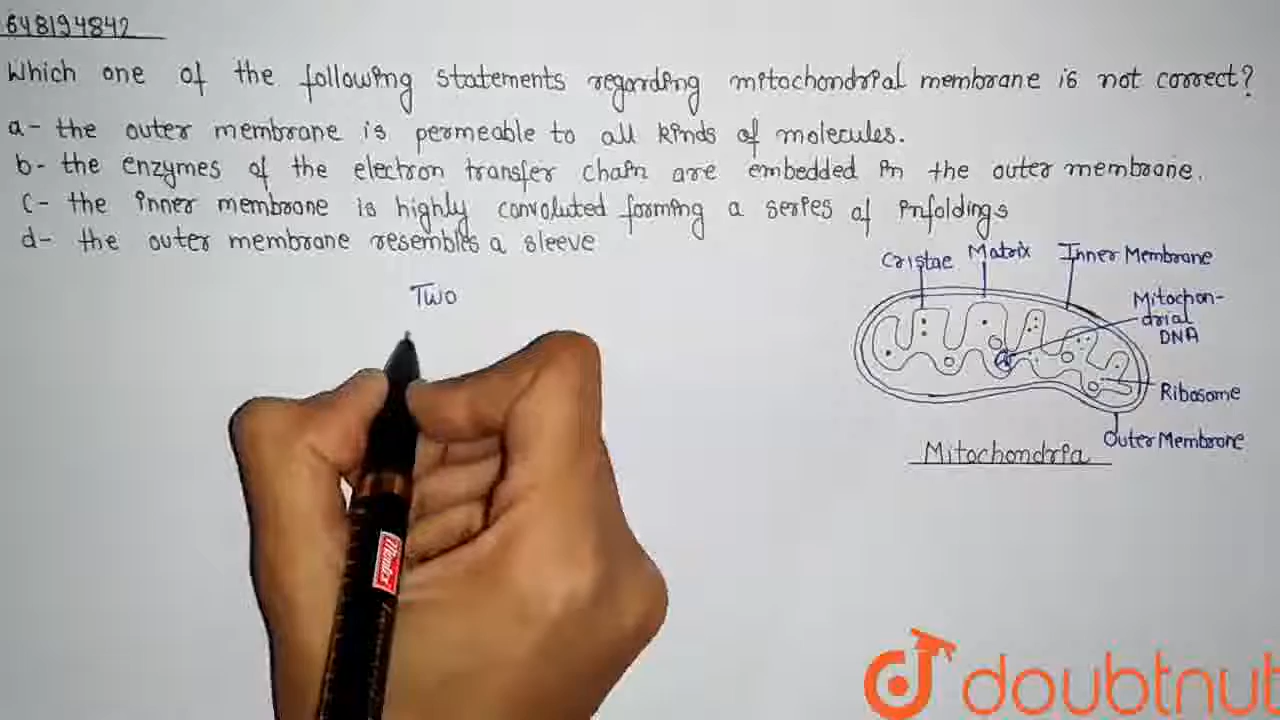 648194842
Which one of the following statements regarding mitochondrial membrane is not correct?
a- the outer membrane is permeable to all kinds of molecules.
b- the enzymes of the electron transfer chain are embedded in the outer membrane.
c- the inner membrane is highly convoluted forming a series of infoldings
d- the outer membrane resembles a sleeve
Two
Cristae
Matrix
Inner Membrane
Mitochon-
drial
DNA
Ribosome
Outer Membrane
Mitochondria
doubtnut